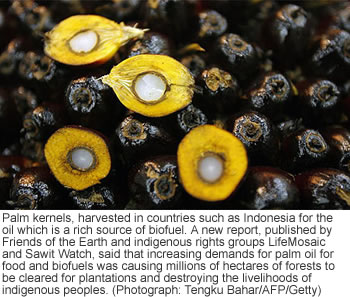 Palm kernels, harvested in countries such as Indonesia for the
oil which is a rich source of biofuel. A new report, published by
Friends of the Earth and indigenous rights groups LifeMosaic
and Sawit Watch, said that increasing demands for palm oil for
food and biofuels was causing millions of hectares of forests to
be cleared for plantations and destroying the livelihoods of
indigenous peoples. (Photograph: Tengku Bahar/AFP/Getty)